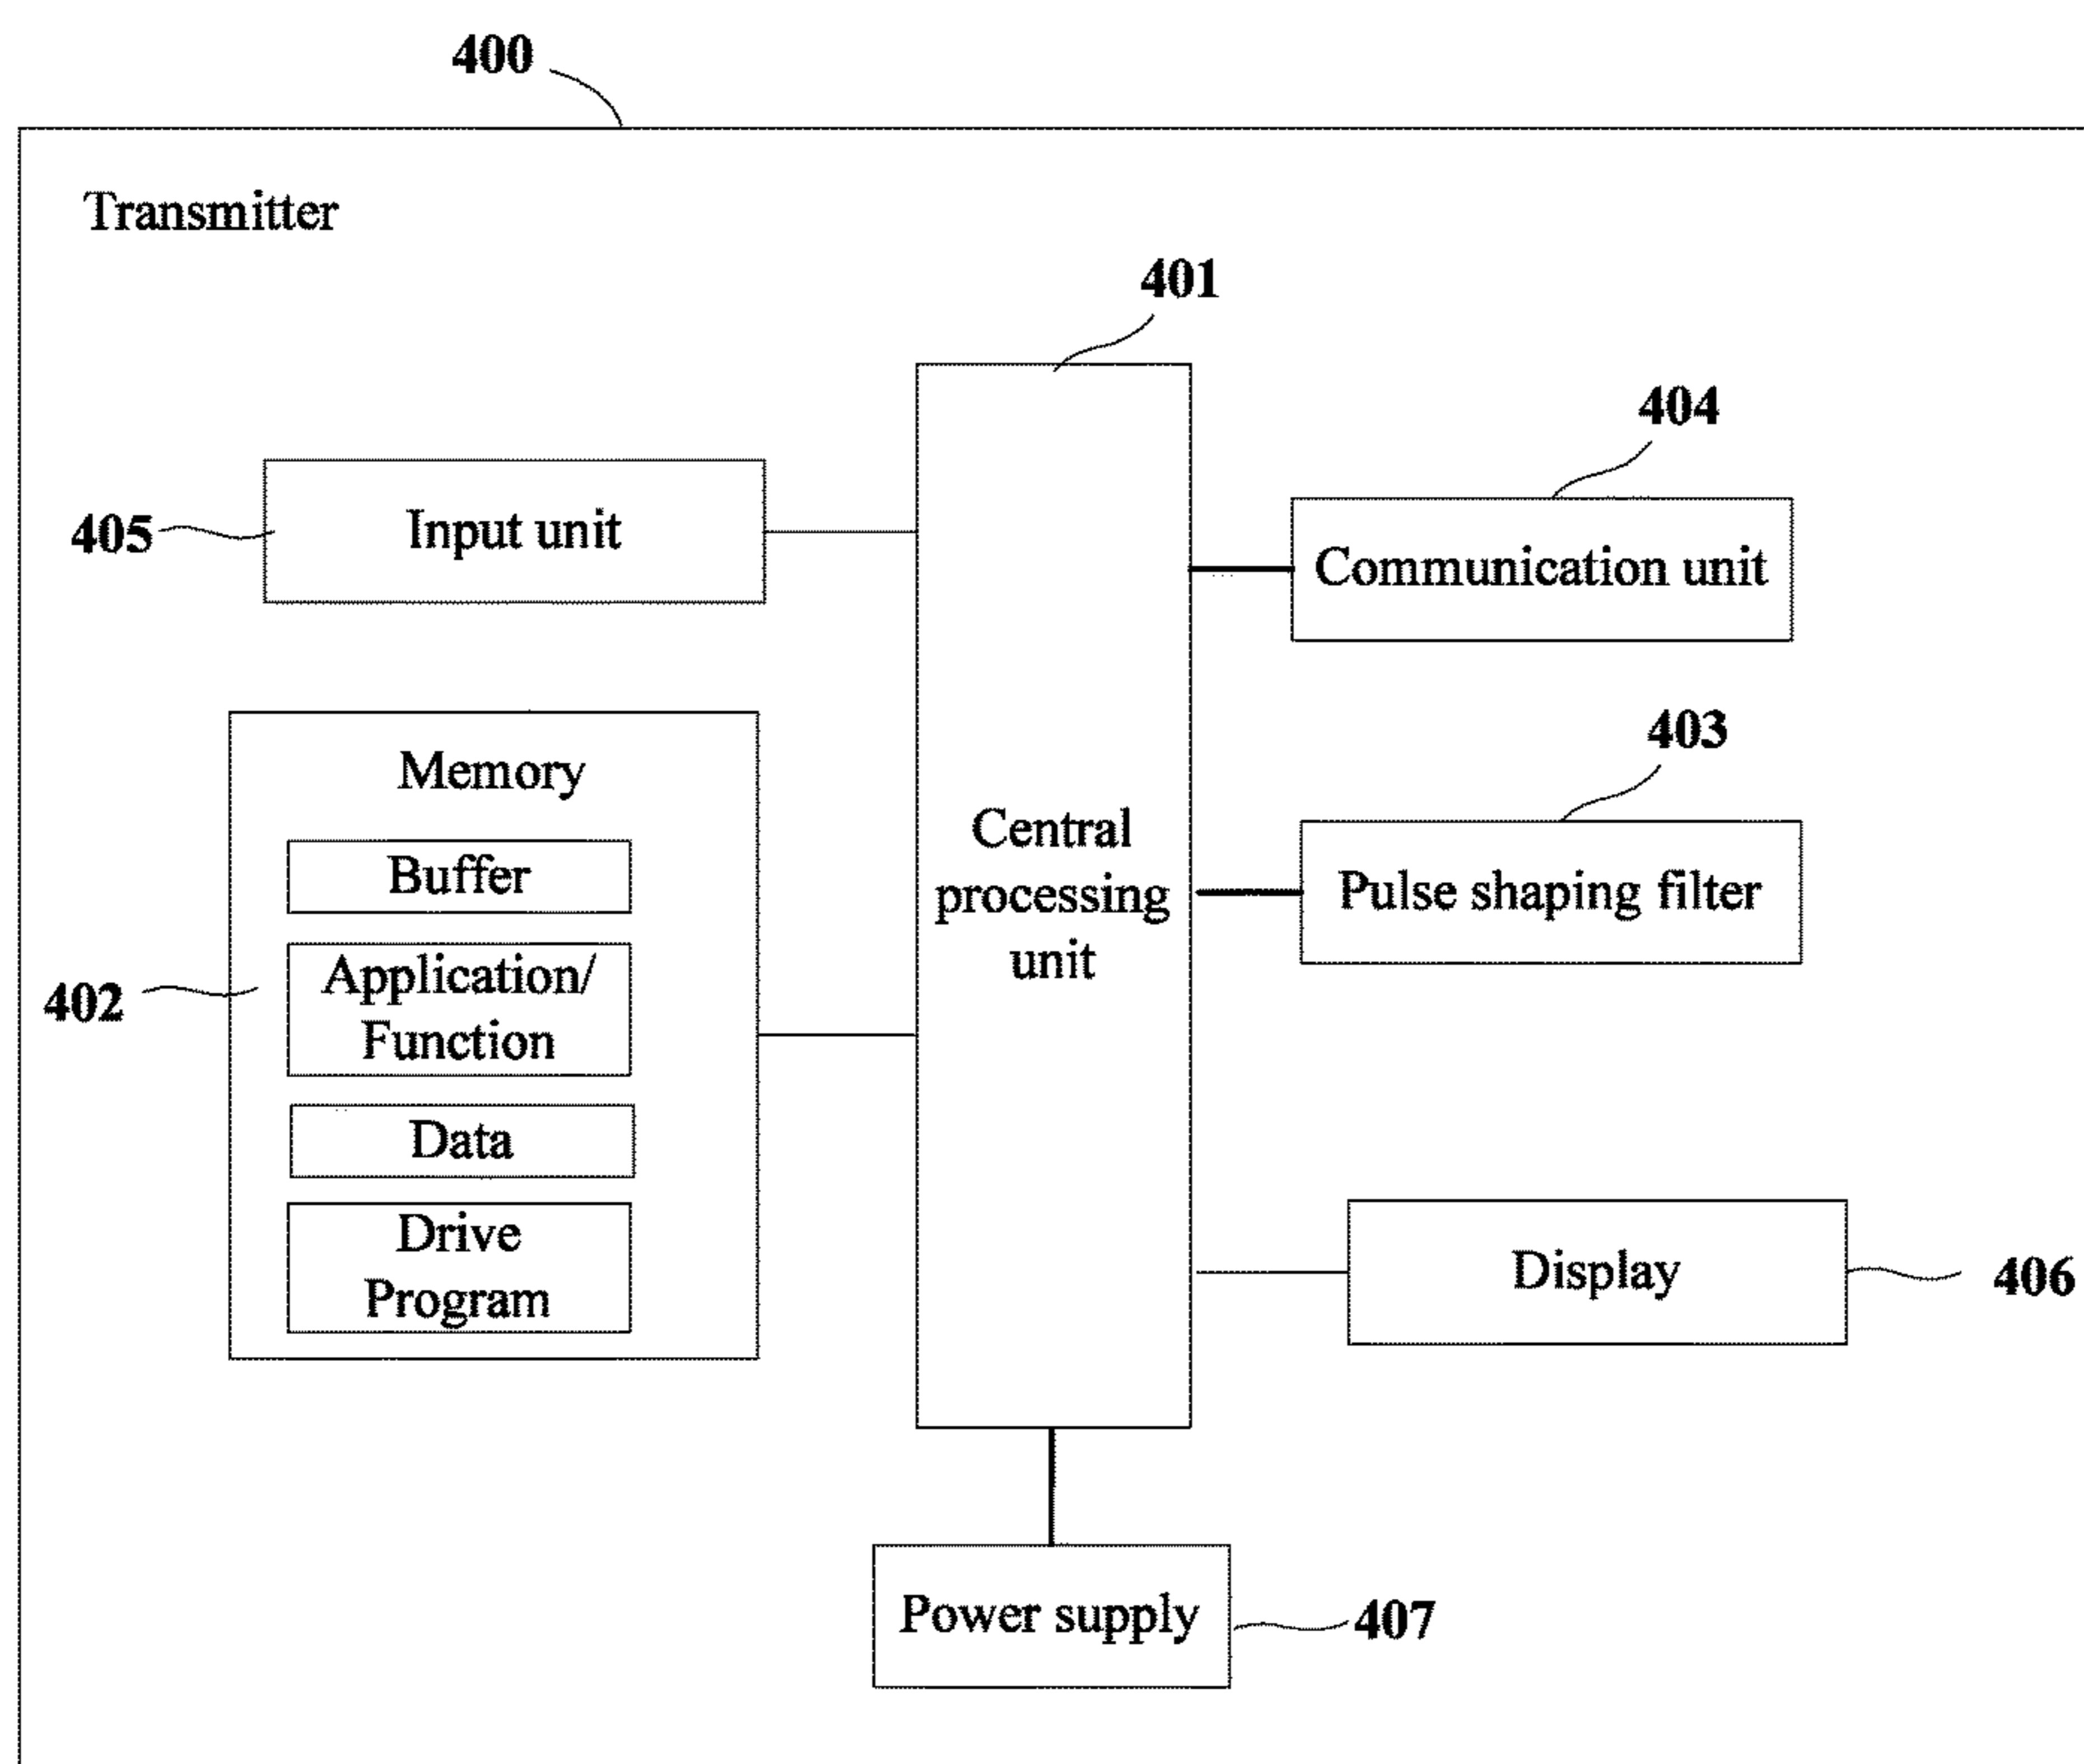 400
Transmitter
401
404
405
Input unit
Communication unit
403
Memory
Buffer
Central
processing
unit
Pulse shaping filter
402
Application/
Function
Data
Drive
Program
Display
406
Power supply
407